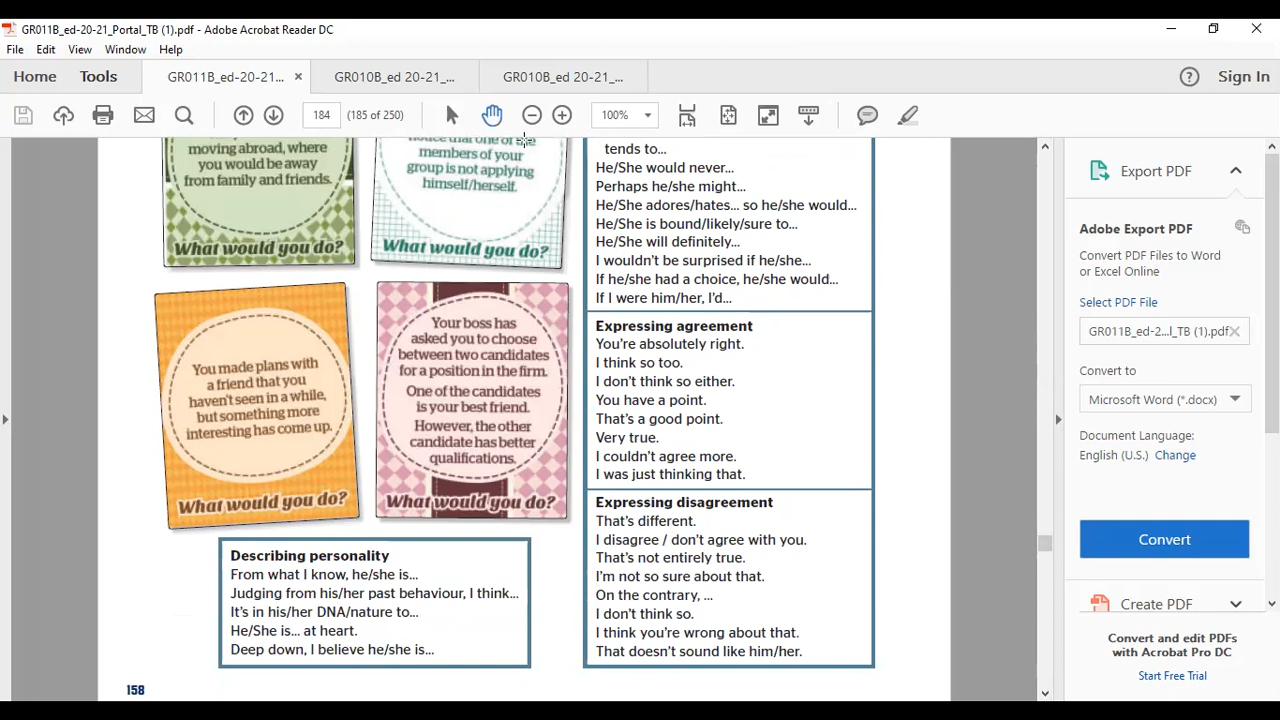 GR011B_ed-20-21_Portal_TB (1).pdf - Adobe Acrobat Reader DC
File Edit View Window Help
Home Tools GR011B_ed-20-21... × GR010B_ed 20-21_... GR010B_ed 20-21_... Sign In
184 (185 of 250) 100%
moving abroad, where
you would be away
from family and friends.
What would you do?
notice that one of the
members of your
group is not applying
himself/herself.
What would you do?
You made plans with
a friend that you
haven't seen in a while,
but something more
interesting has come up.
What would you do?
Your boss has
asked you to choose
between two candidates
for a position in the firm.
One of the candidates
is your best friend.
However, the other
candidate has better
qualifications.
What would you do?
Describing personality
From what I know, he/she is...
Judging from his/her past behaviour, I think...
It's in his/her DNA/nature to...
He/She is... at heart.
Deep down, I believe he/she is...
158
tends to...
He/She would never...
Perhaps he/she might...
He/She adores/hates... so he/she would...
He/She is bound/likely/sure to...
He/She will definitely...
I wouldn't be surprised if he/she...
If he/she had a choice, he/she would...
If I were him/her, I'd...
Expressing agreement
You're absolutely right.
I think so too.
I don't think so either.
You have a point.
That's a good point.
Very true.
I couldn't agree more.
I was just thinking that.
Expressing disagreement
That's different.
I disagree / don't agree with you.
That's not entirely true.
I'm not so sure about that.
On the contrary, ...
I don't think so.
I think you're wrong about that.
That doesn't sound like him/her.
Export PDF
Adobe Export PDF
Convert PDF Files to Word
or Excel Online
Select PDF File
GR011B_ed-2...l_TB (1).pdf
Convert to
Microsoft Word (*.docx)
Document Language:
English (U.S.) Change
Convert
Create PDF
Convert and edit PDFs
with Acrobat Pro DC
Start Free Trial